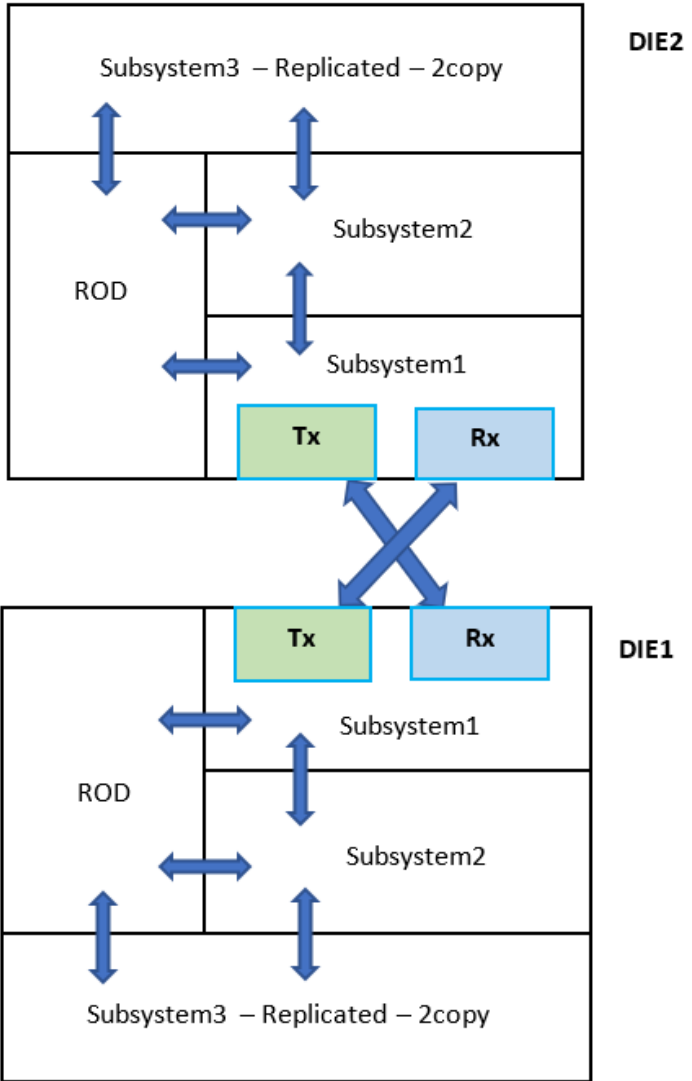 DIE2
Subsystem3 – Replicated – 2copy
Subsystem2
ROD
Subsystem1
Tx
Rx
Tx
Rx
DIE1
Subsystem1
ROD
Subsystem2
Subsystem3 – Replicated – 2copy